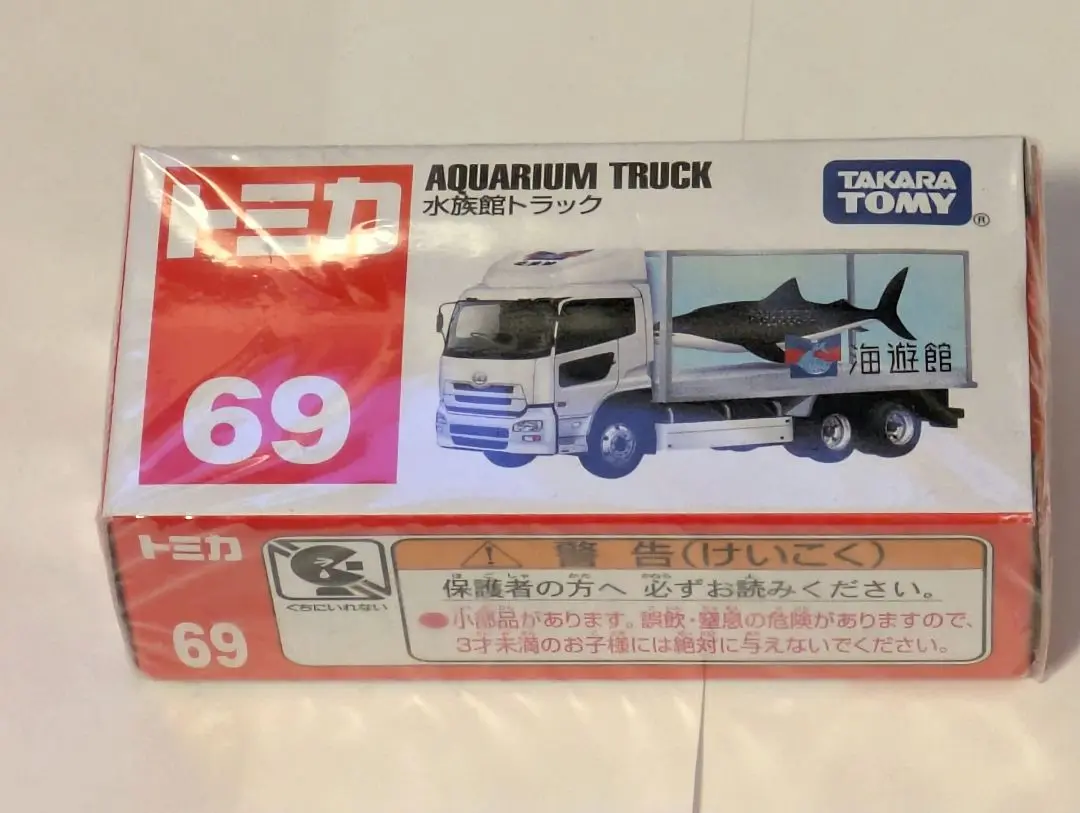 トミカ
69
AQUARIUM TRUCK
水族館トラック
TAKARA
TOMY
®
海遊館
トミカ
69
くちにいれない
警告(けいこく)
保護者の方へ 必ずお読みください。
●小部品があります。誤飲・窒息の危険がありますので、
3才未満のお子様には絶対に与えないでください。